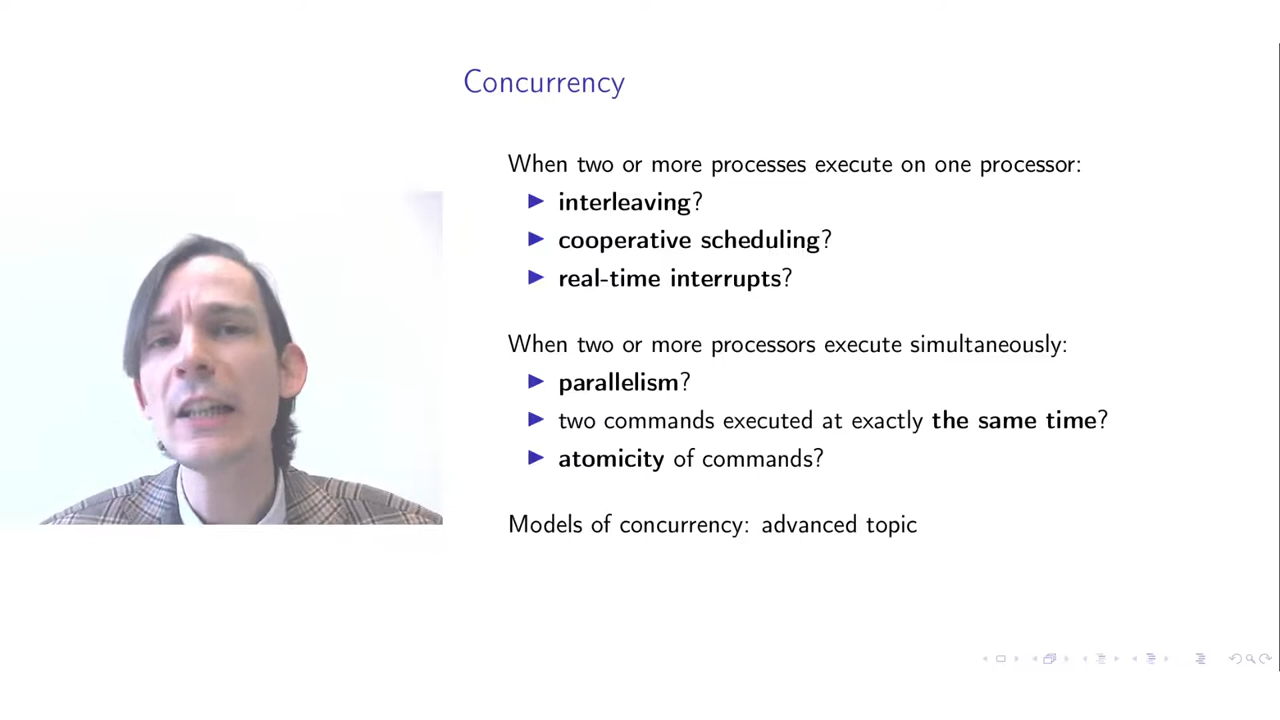 Concurrency
When two or more processes execute on one processor:
▶ interleaving?
▶ cooperative scheduling?
▶ real-time interrupts?
When two or more processors execute simultaneously:
▶ parallelism?
▶ two commands executed at exactly the same time?
▶ atomicity of commands?
Models of concurrency: advanced topic